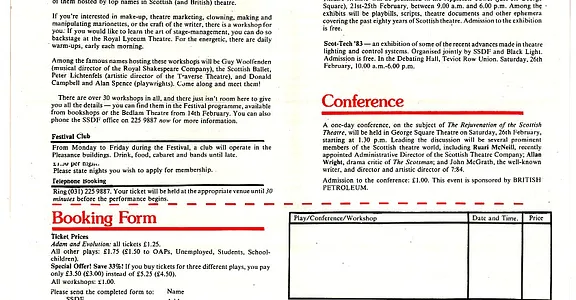 of them hosted by top names in Scottish (and British) theatre.
If you're interested in make-up, theatre marketing, clowning, making and
manipulating marionettes, or the craft of the writer, there is a workshop for
you. If you would like to learn the art of stage-management, you can do so
backstage at the Royal Lyceum Theatre. For the energetic, there are daily
warm-ups, early each morning.
Among the famous names hosting these workshops will be Guy Woolfenden
(musical director of the Royal Shakespeare Company), the Scottish Ballet,
Peter Lichtenfels (artistic director of the Traverse Theatre), and Donald
Campbell and Alan Spence (playwrights). Come along and meet them!
There are over 30 workshops in all, and there just isn't room here to give
you all the details — you can find them in the Festival programme, available
from bookshops or the Bedlam Theatre from 14th February. You can also
phone the SSDF office on 225 9887 now for more information.
Festival Club
From Monday to Friday during the Festival, a club will operate in the
Pleasance buildings. Drink, food, cabaret and bands until late.
£1.50 per night.
Please state nights you wish to apply for membership.
Telephone Booking
Ring (031) 225 9887. Your ticket will be held at the appropriate venue until 30
minutes before the performance begins.
Square), 21st-25th February, between 9.00 a.m. and 6.00 p.m. Among the
exhibits will be playbills, scripts, theatre documents and other ephemera
covering the past eighty years of Scottish theatre. Admission to the exhibition
is free.
Scot-Tech '83 — an exhibition of some of the recent advances made in theatre
lighting and control systems. Organised jointly by SSDF and Black Light.
Admission is free. In the Debating Hall, Teviot Row Union. Saturday, 26th
February, 10.00 a.m.-6.00 p.m.
Conference
A one-day conference, on the subject of The Rejuvenation of the Scottish
Theatre, will be held in George Square Theatre on Saturday, 26th February,
starting at 1.30 p.m. Leading the discussion will be several prominent
members of the Scottish theatre world, including Ruari McNeill, recently
appointed Administrative Director of the Scottish Theatre Company; Allan
Wright, drama critic of The Scotsman; and John McGrath, the well-known
writer, and director and artistic director of 7:84.
Admission to the conference: £1.00. This event is sponsored by BRITISH
PETROLEUM.
Booking Form
Ticket Prices
Adam and Evolution: all tickets £1.25.
All other plays: £1.75 (£1.50 to OAPs, Unemployed, Students, School-
children).
Special Offer! Save 33%! If you buy tickets for three different plays, you pay
only £3.50 (£3.00) instead of £5.25 (£4.50).
All workshops: £1.00.
Please send the completed form to: Name
SSDF
Play/Conference/Workshop Date and Time. Price